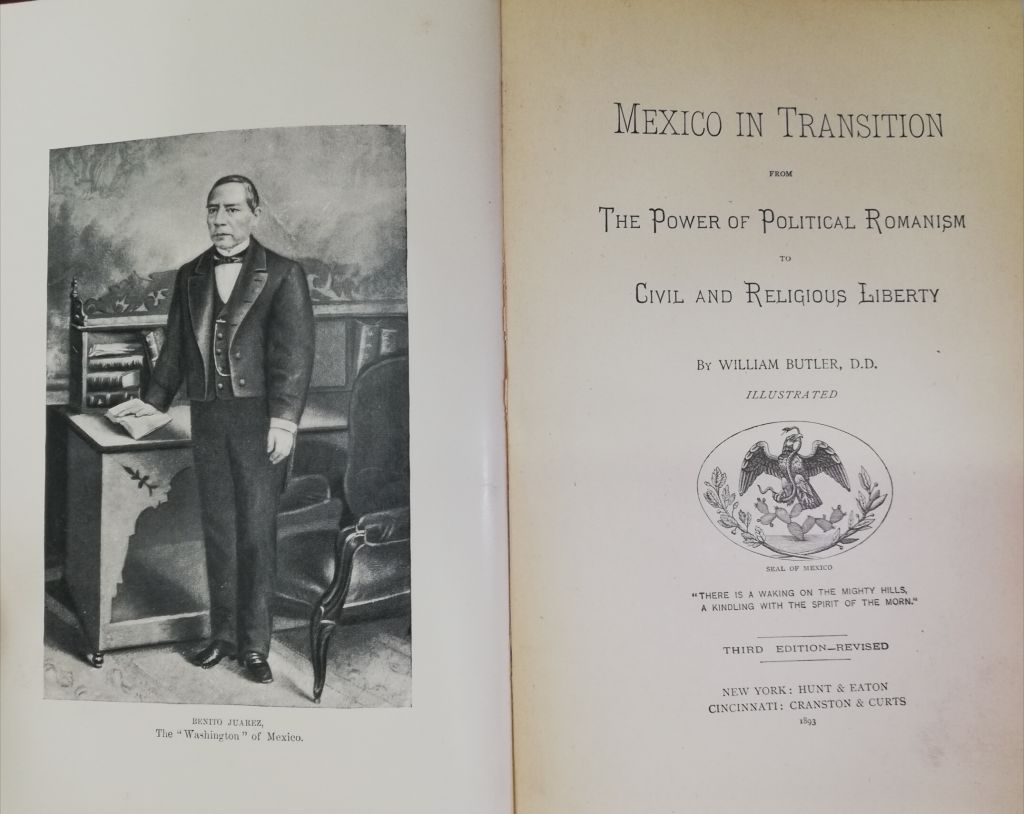 BENITO JUAREZ,
The "Washington" of Mexico.
MEXICO IN TRANSITION
FROM
THE POWER OF POLITICAL ROMANISM
TO
CIVIL AND RELIGIOUS LIBERTY
BY WILLIAM BUTLER, D.D.
ILLUSTRATED
SEAL OF MEXICO
"THERE IS A WAKING ON THE MIGHTY HILLS,
A KINDLING WITH THE SPIRIT OF THE MORN."
THIRD EDITION—REVISED
NEW YORK: HUNT & EATON
CINCINNATI: CRANSTON & CURTS
1893